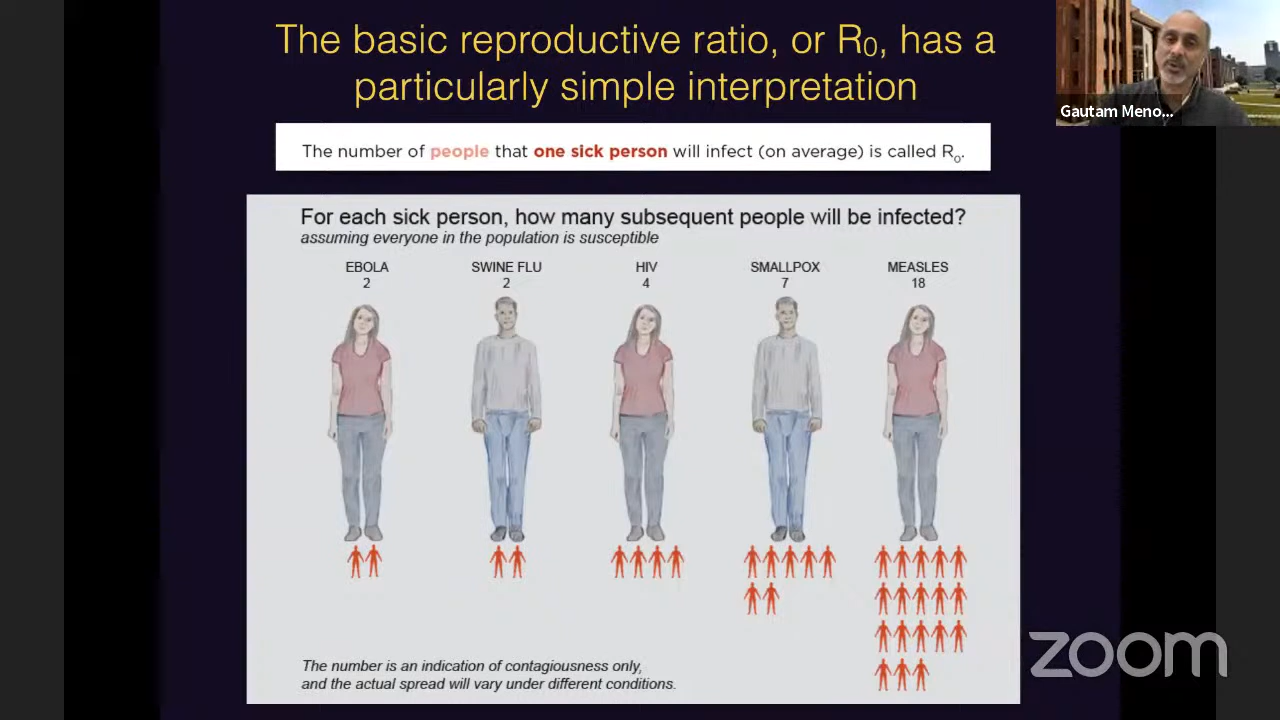 The basic reproductive ratio, or R₀, has a
particularly simple interpretation
Gautam Meno...
The number of people that one sick person will infect (on average) is called R₀.
For each sick person, how many subsequent people will be infected?
assuming everyone in the population is susceptible
EBOLA SWINE FLU HIV SMALLPOX MEASLES
2 2 4 7 18
The number is an indication of contagiousness only,
and the actual spread will vary under different conditions.
zoom